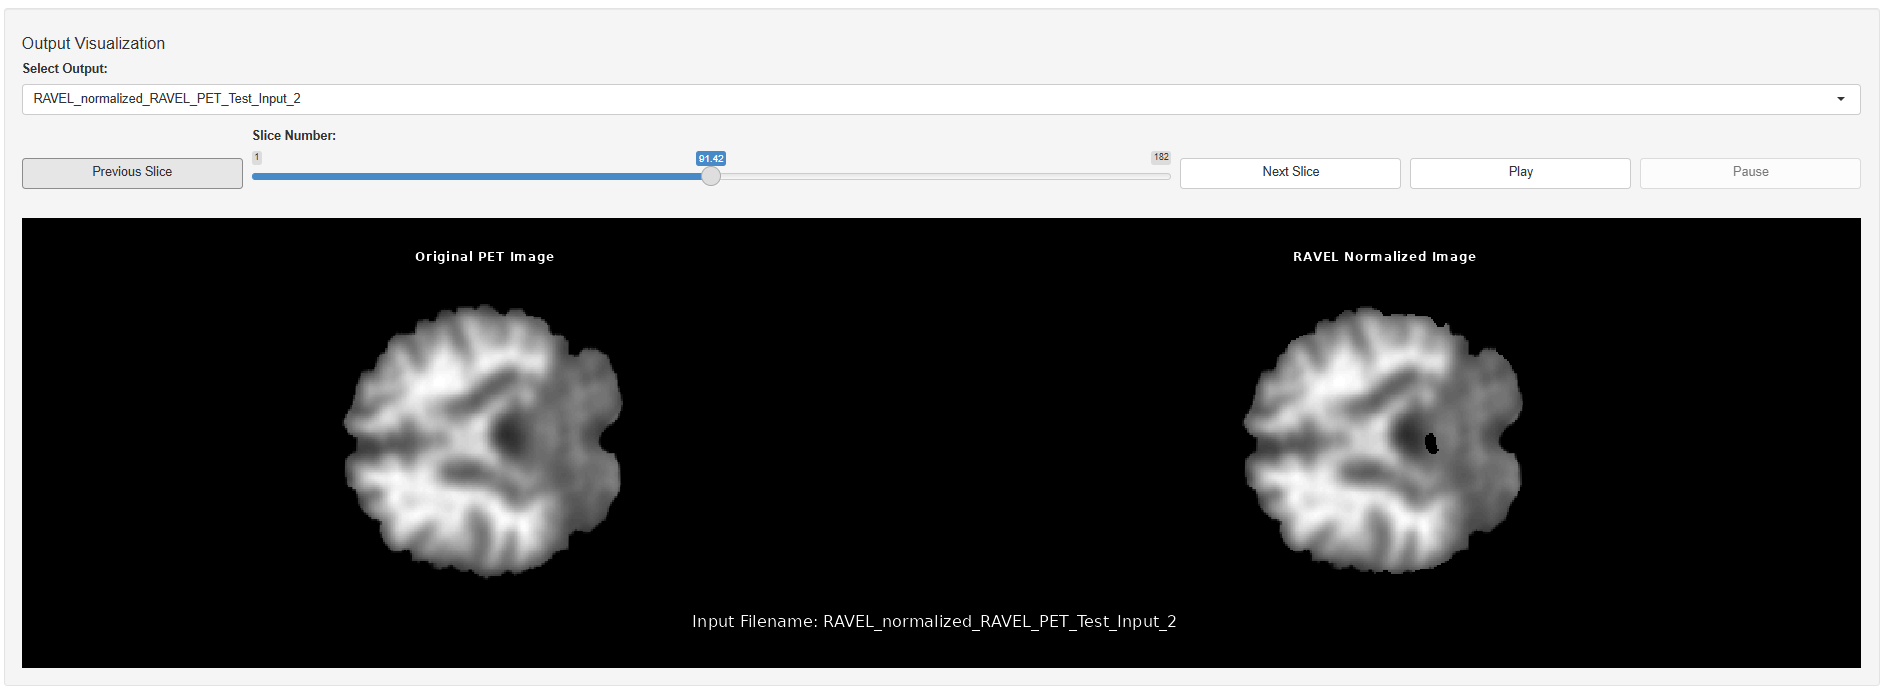 Output Visualization
Select Output:
RAVEL_normalized_RAVEL_PET_Test_Input_2
Slice Number:
Previous Slice
1
91.42
182
Next Slice
Play
Pause
Original PET Image
RAVEL Normalized Image
Input Filename: RAVEL_normalized_RAVEL_PET_Test_Input_2